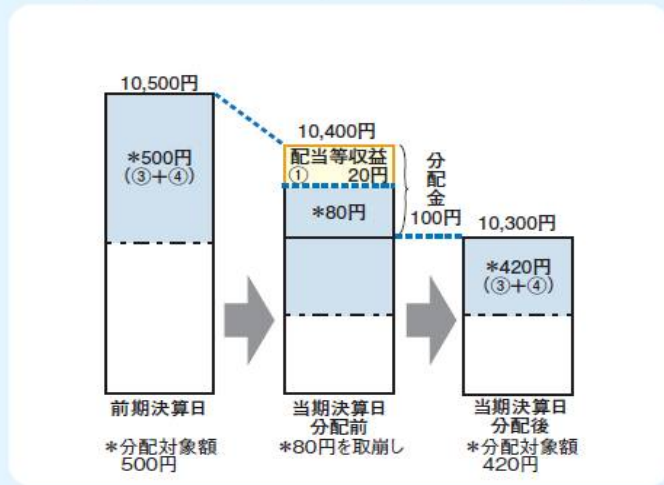 10,500円
*500円
(③+④)
前期決算日
*分配対象額
500円
10,400円
配当等収益
① 20円
*80円
分配金
100円
当期決算日
分配前
*80円を取崩し
10,300円
*420円
(③+④)
当期決算日
分配後
*分配対象額
420円